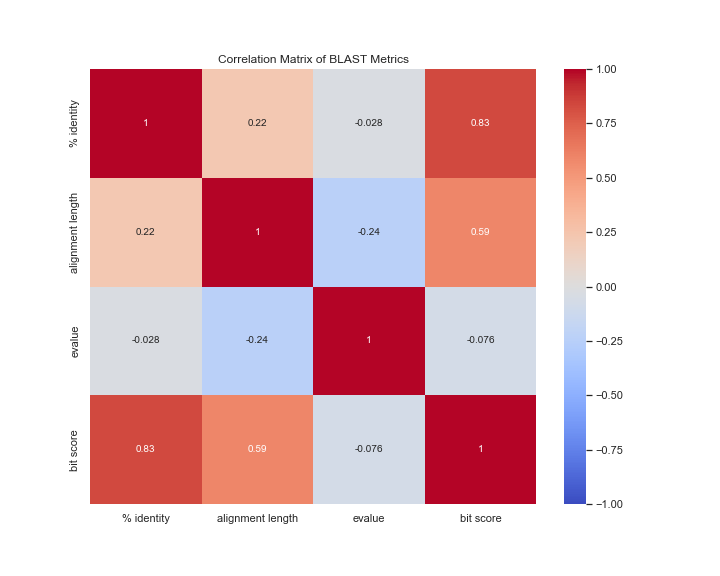 Correlation Matrix of BLAST Metrics
% identity
1
0.22
-0.028
0.83
alignment length
0.22
1
-0.24
0.59
evalue
-0.028
-0.24
1
-0.076
bit score
0.83
0.59
-0.076
1
% identity
alignment length
evalue
bit score
1.00
0.75
0.50
0.25
0.00
−0.25
−0.50
−0.75
−1.00